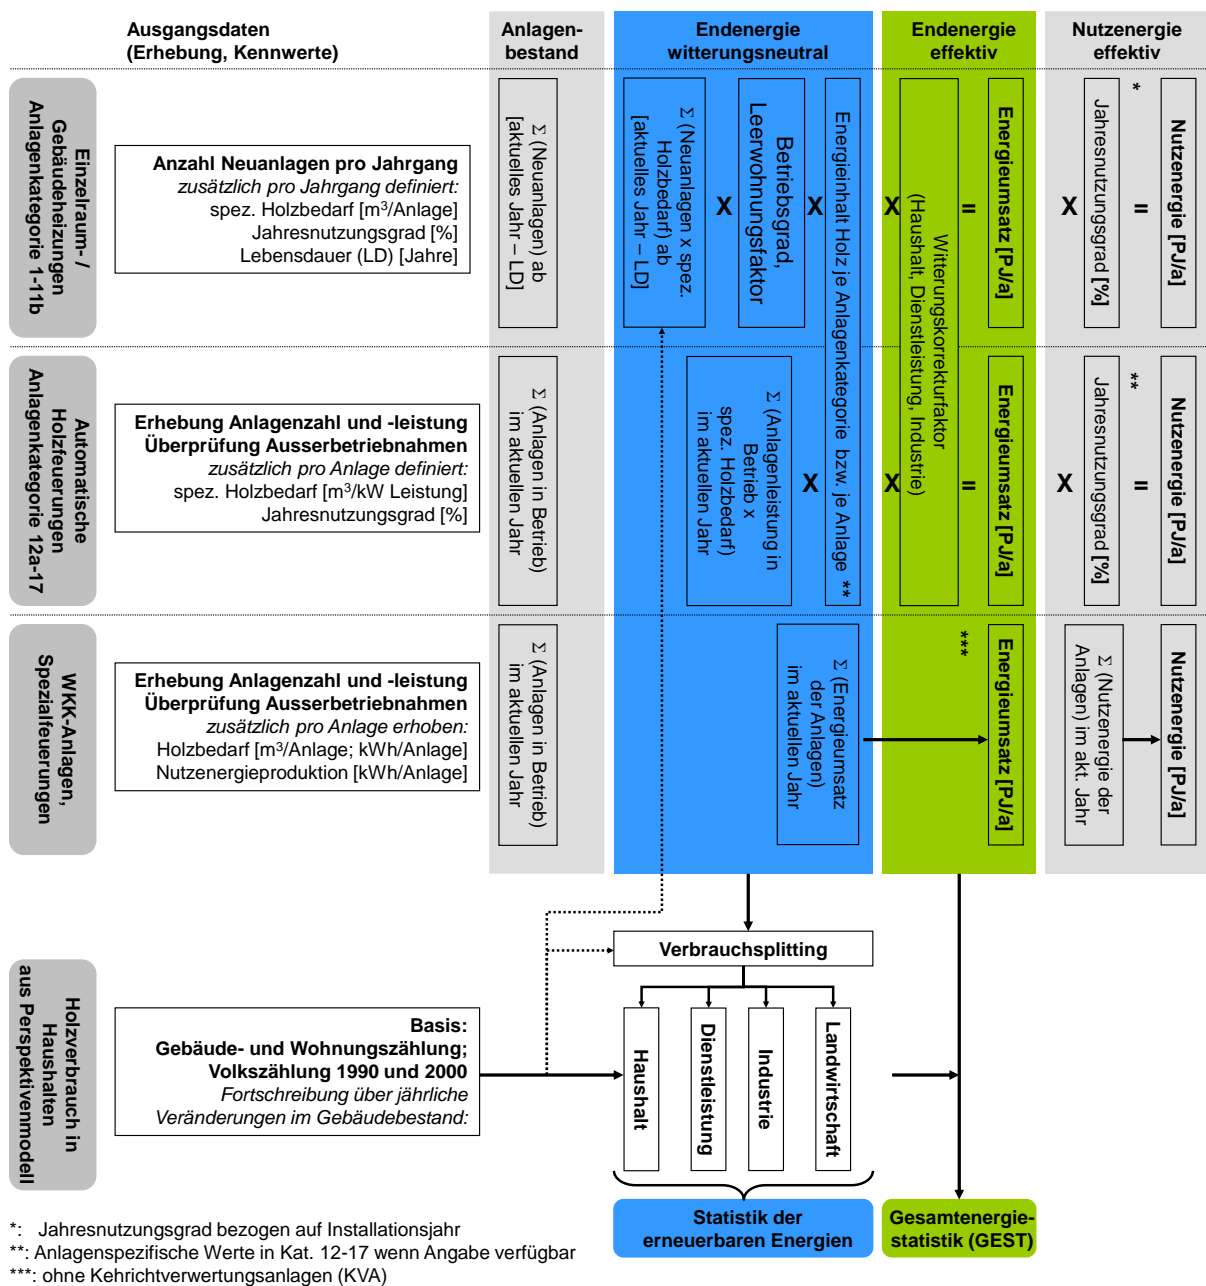 Ausgangsdaten
(Erhebung, Kennwerte)
Anlagen-
bestand
Endenergie
witterungsneutral
Endenergie
effektiv
Nutzenergie
effektiv
Einzelraum- /
Gebäudeheizungen
Anlagenkategorie 1-11b
Anzahl Neuanlagen pro Jahrgang
zusätzlich pro Jahrgang definiert:
spez. Holzbedarf [m³/Anlage]
Jahresnutzungsgrad [%]
Lebensdauer (LD) [Jahre]
Σ (Neuanlagen) ab
[aktuelles Jahr – LD]
Σ (Neuanlagen x spez.
Holzbedarf) ab
[aktuelles Jahr – LD]
X
Betriebsgrad,
Leerwohnungsfaktor
X
Energieinhalt Holz je Anlagenkategorie bzw. je Anlage **
X
Witterungskorrekturfaktor
(Haushalt, Dienstleistung, Industrie)
=
Energieumsatz [PJ/a]
X
*
Jahresnutzungsgrad [%]
=
Nutzenergie [PJ/a]
Automatische
Holzfeuerungen
Anlagenkategorie 12a-17
Erhebung Anlagenzahl und -leistung
Überprüfung Ausserbetriebnahmen
zusätzlich pro Anlage definiert:
spez. Holzbedarf [m³/kW Leistung]
Jahresnutzungsgrad [%]
Σ (Anlagen in Betrieb)
im aktuellen Jahr
Σ (Anlagenleistung in
Betrieb x
spez. Holzbedarf)
im aktuellen Jahr
X
X
=
Energieumsatz [PJ/a]
X
**
Jahresnutzungsgrad [%]
=
Nutzenergie [PJ/a]
WKK-Anlagen,
Spezialfeuerungen
Erhebung Anlagenzahl und -leistung
Überprüfung Ausserbetriebnahmen
zusätzlich pro Anlage erhoben:
Holzbedarf [m³/Anlage; kWh/Anlage]
Nutzenergieproduktion [kWh/Anlage]
Σ (Anlagen in Betrieb)
im aktuellen Jahr
Σ (Energieumsatz
der Anlagen)
im aktuellen Jahr
***
Energieumsatz [PJ/a]
Σ (Nutzenergie der
Anlagen) im akt. Jahr
Nutzenergie [PJ/a]
Verbrauchsplitting
Holzverbrauch in
Haushalten
aus Perspektivenmodell
Basis:
Gebäude- und Wohnungszählung;
Volkszählung 1990 und 2000
Fortschreibung über jährliche
Veränderungen im Gebäudebestand:
Haushalt
Dienstleistung
Industrie
Landwirtschaft
Statistik der
erneuerbaren Energien
Gesamtenergie-
statistik (GEST)
*: Jahresnutzungsgrad bezogen auf Installationsjahr
**: Anlagenspezifische Werte in Kat. 12-17 wenn Angabe verfügbar
***: ohne Kehrichtverwertungsanlagen (KVA)